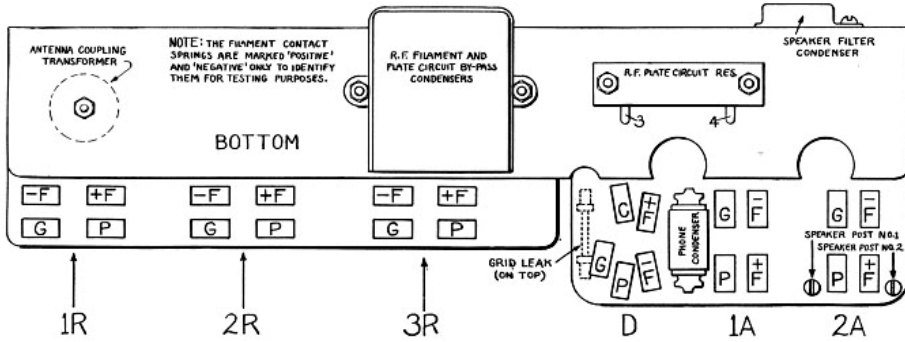 ANTENNA COUPLING
TRANSFORMER
NOTE: THE FILAMENT CONTACT
SPRINGS ARE MARKED 'POSITIVE'
AND 'NEGATIVE' ONLY TO IDENTIFY
THEM FOR TESTING PURPOSES.
R.F. FILAMENT AND
PLATE CIRCUIT BY-PASS
CONDENSERS
SPEAKER FILTER
CONDENSER
R.F. PLATE CIRCUIT RES.
3 4
BOTTOM
-F +F -F +F -F +F
G P G P G P
C +F G -F G -F
PHONE
CONDENSER
SPEAKER POST NO.1
SPEAKER POST NO.2
GRID LEAK
(ON TOP)
G P -F P +F P +F
1R 2R 3R D 1A 2A